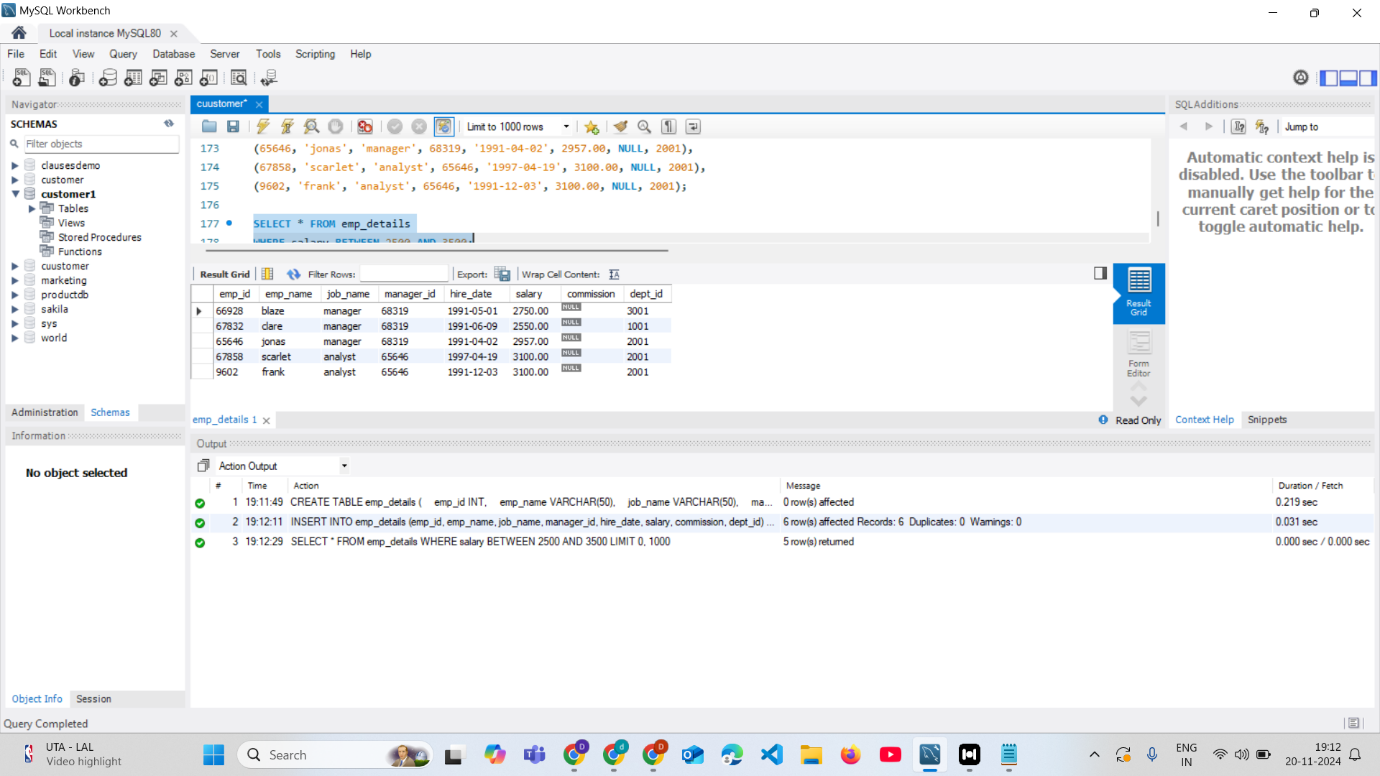 MySQL Workbench
Local instance MySQL80
File Edit View Query Database Server Tools Scripting Help
Navigator
SCHEMAS
Filter objects
clausesdemo
customer
customer1
Tables
Views
Stored Procedures
Functions
cuustomer
marketing
productdb
sakila
sys
world
Administration Schemas
Information
No object selected
Object Info Session
Query Completed
cuustomer*
Limit to 1000 rows
173 (65646, 'jonas', 'manager', 68319, '1991-04-02', 2957.00, NULL, 2001),
174 (67858, 'scarlet', 'analyst', 65646, '1997-04-19', 3100.00, NULL, 2001),
175 (9602, 'frank', 'analyst', 65646, '1991-12-03', 3100.00, NULL, 2001);
176
177 SELECT * FROM emp_details
178 WHERE salary BETWEEN 2500 AND 3500;
Result Grid Filter Rows: Export: Wrap Cell Content:
emp_id emp_name job_name manager_id hire_date salary commission dept_id
66928 blaze manager 68319 1991-05-01 2750.00 NULL 3001
67832 clare manager 68319 1991-06-09 2550.00 NULL 1001
65646 jonas manager 68319 1991-04-02 2957.00 NULL 2001
67858 scarlet analyst 65646 1997-04-19 3100.00 NULL 2001
9602 frank analyst 65646 1991-12-03 3100.00 NULL 2001
Result
Grid
Form
Editor
emp_details 1
Read Only
SQLAdditions
Jump to
Automatic context help is
disabled. Use the toolbar t
manually get help for the
current caret position or to
toggle automatic help.
Context Help Snippets
Output
Action Output
# Time Action Message Duration / Fetch
1 19:11:49 CREATE TABLE emp_details ( emp_id INT, emp_name VARCHAR(50), job_name VARCHAR(50), ma... 0 row(s) affected 0.219 sec
2 19:12:11 INSERT INTO emp_details (emp_id, emp_name, job_name, manager_id, hire_date, salary, commission, dept_id) ... 6 row(s) affected Records: 6 Duplicates: 0 Warnings: 0 0.031 sec
3 19:12:29 SELECT * FROM emp_details WHERE salary BETWEEN 2500 AND 3500 LIMIT 0, 1000 5 row(s) returned 0.000 sec / 0.000 sec
UTA - LAL
Video highlight
Search
ENG
IN
19:12
20-11-2024